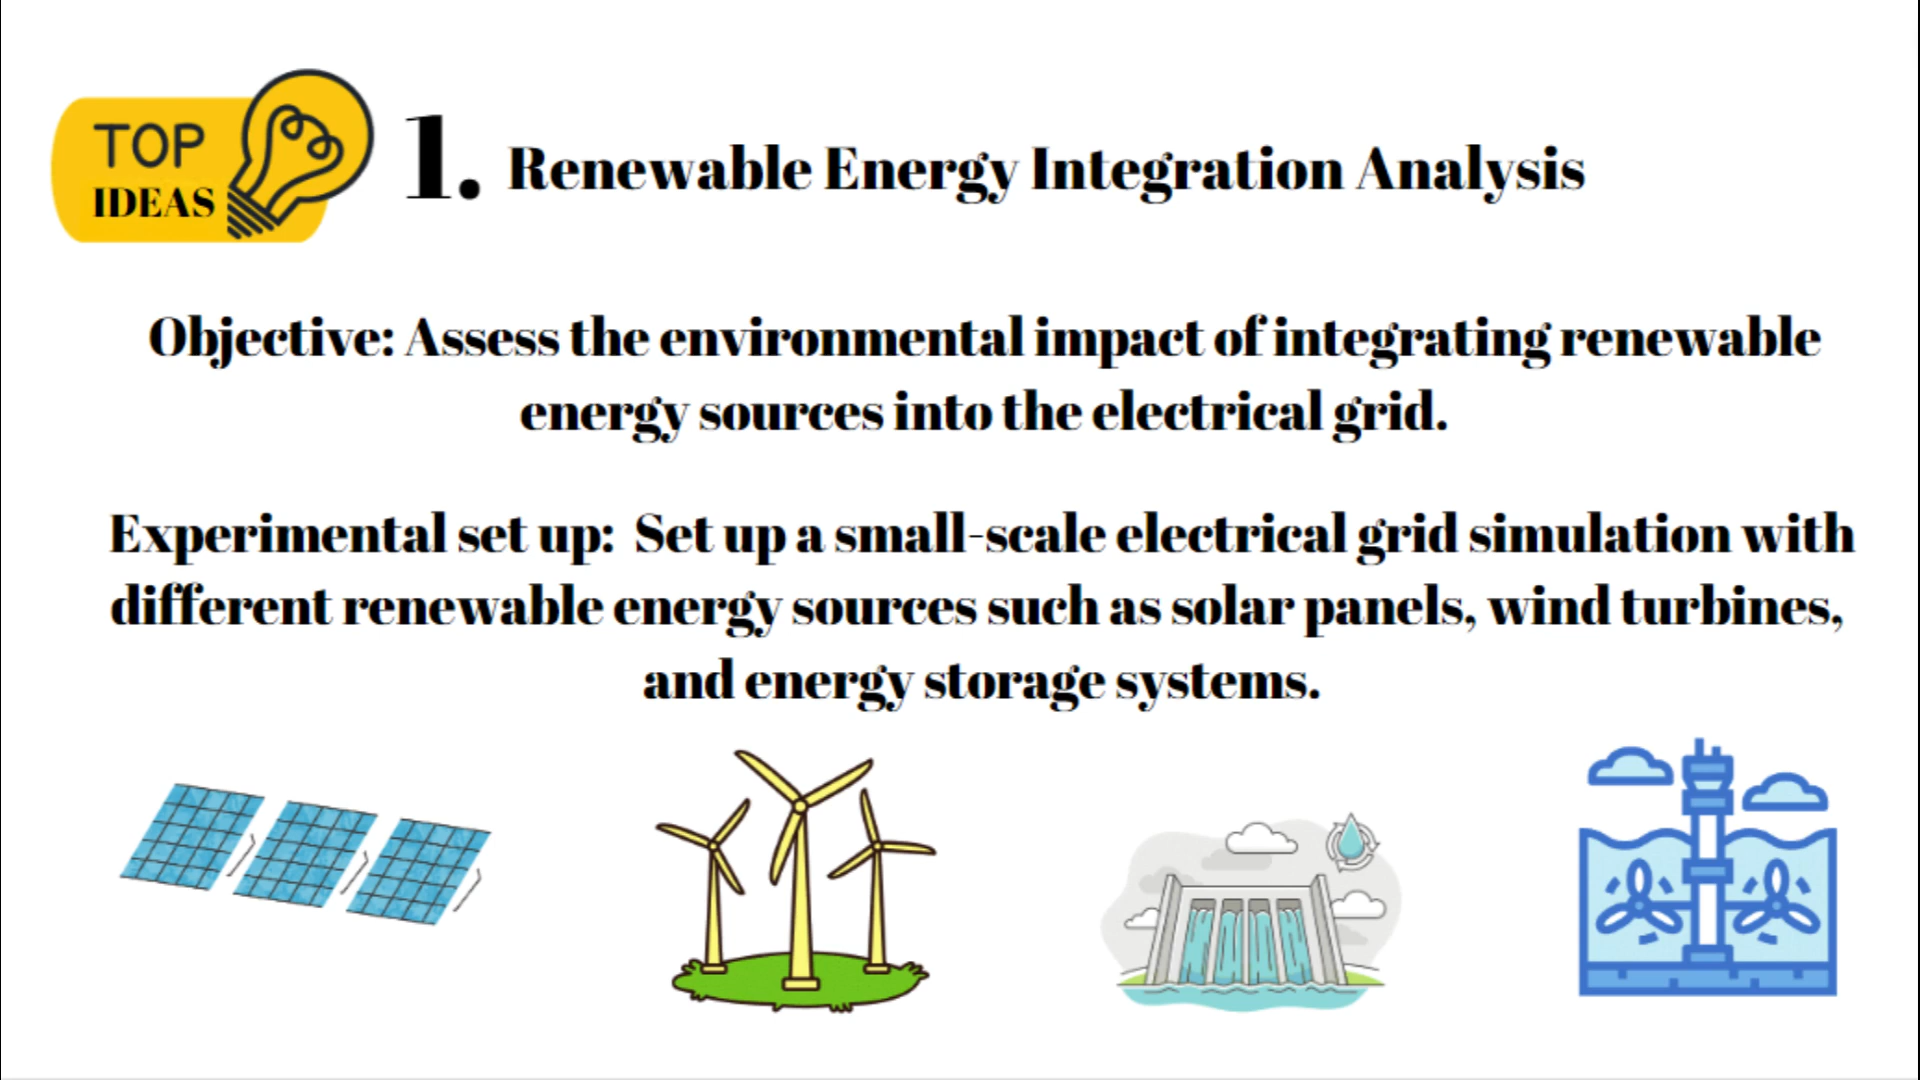 TOP
IDEAS
1. Renewable Energy Integration Analysis
Objective: Assess the environmental impact of integrating renewable
energy sources into the electrical grid.
Experimental set up: Set up a small-scale electrical grid simulation with
different renewable energy sources such as solar panels, wind turbines,
and energy storage systems.